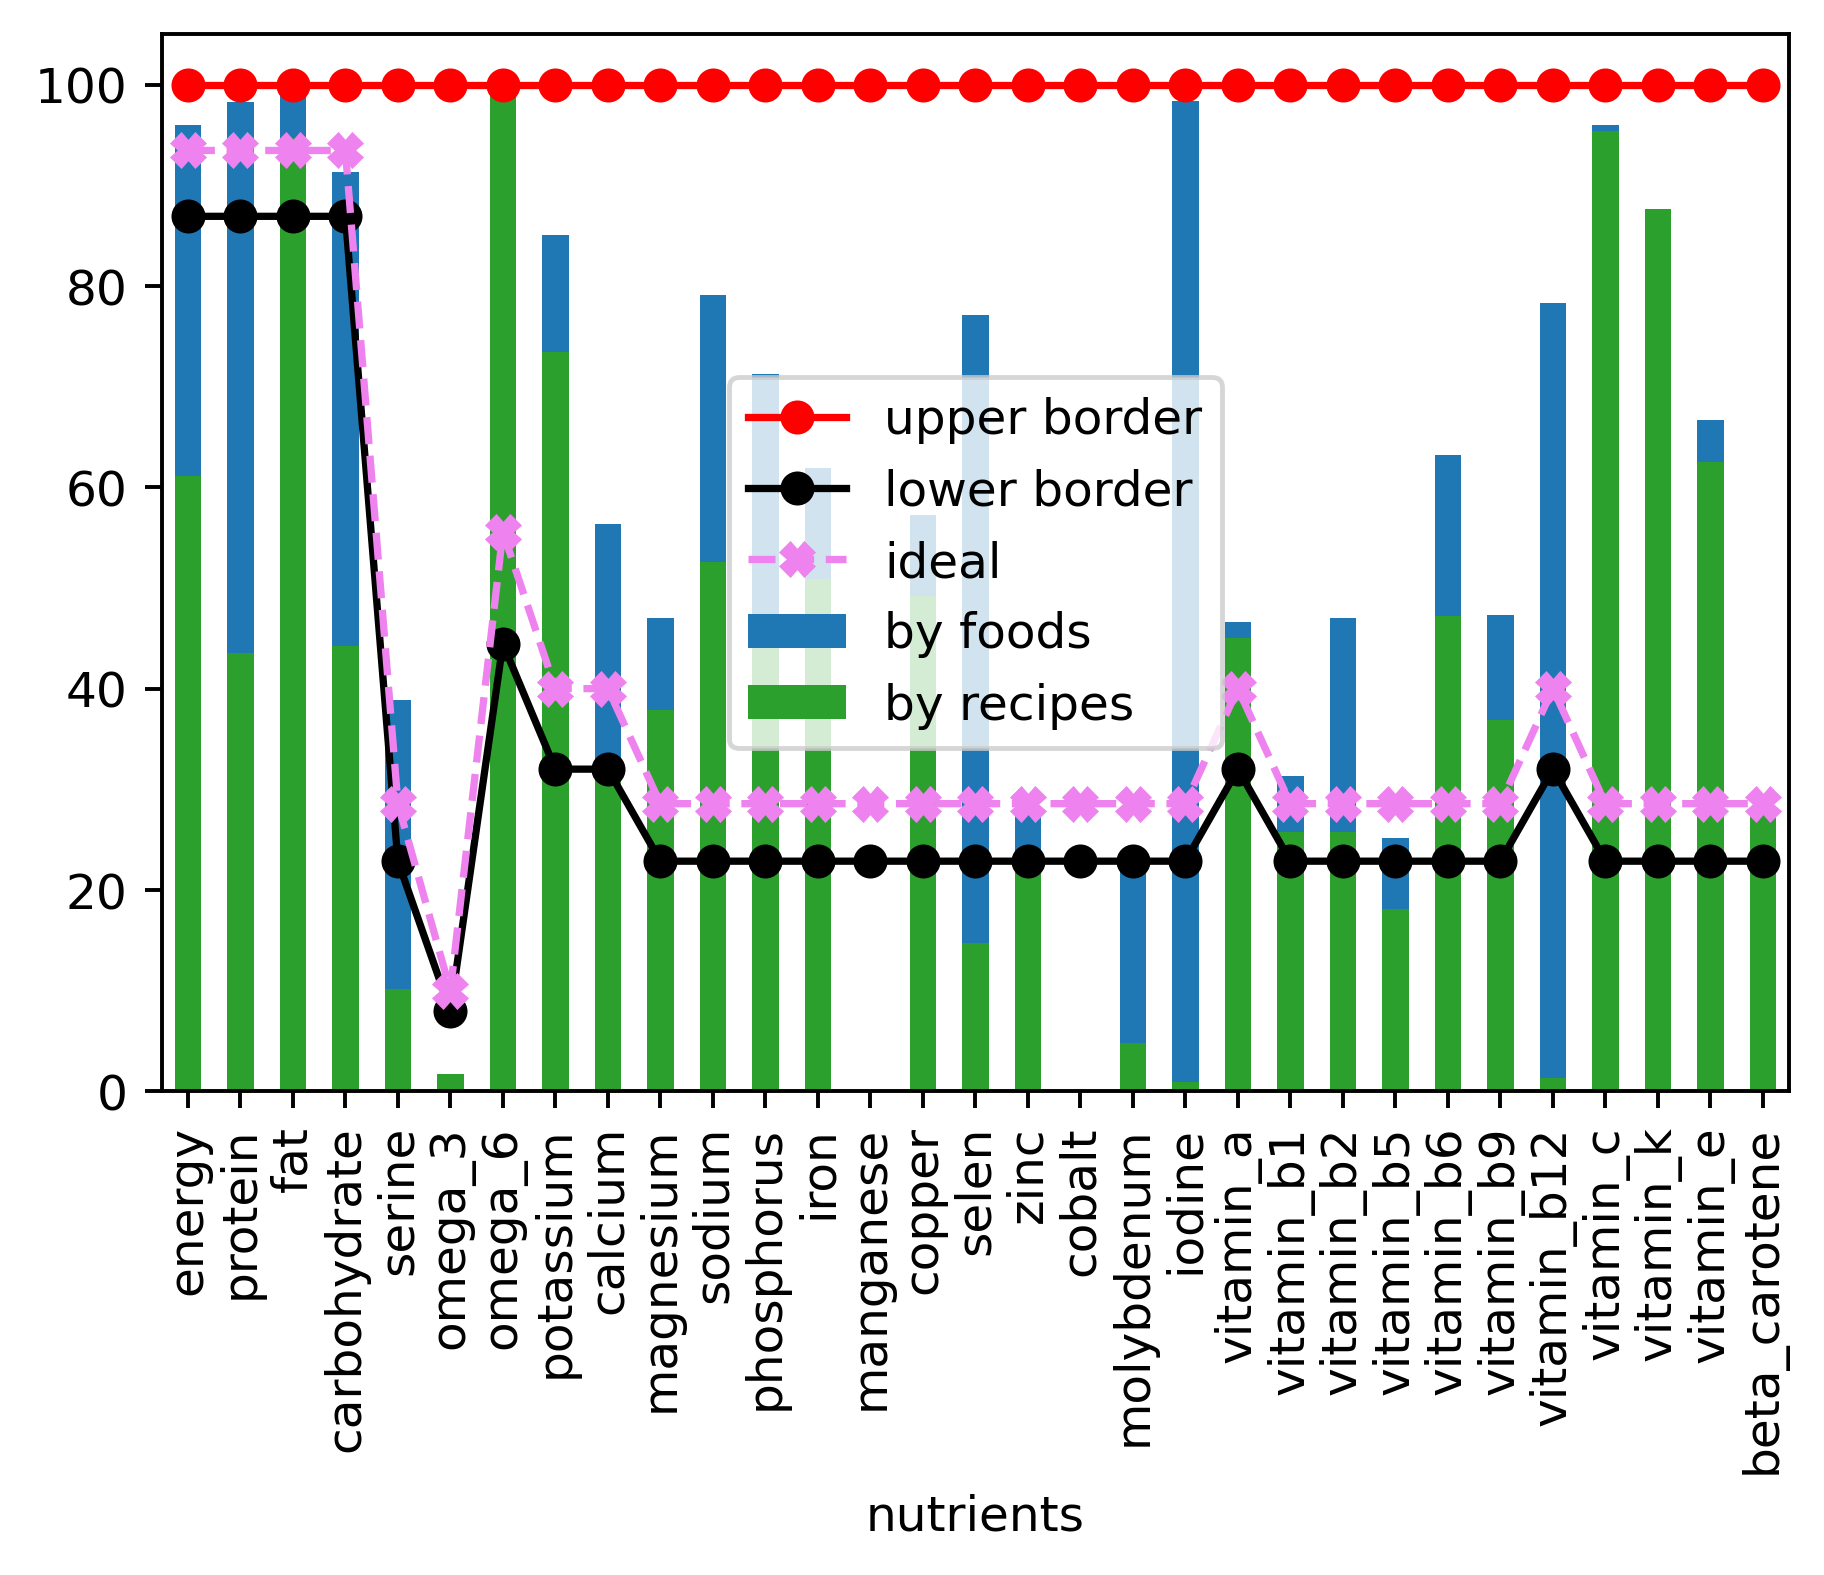 100
80
60
40
20
0
upper border
lower border
ideal
by foods
by recipes
energy
protein
fat
carbohydrate
serine
omega_3
omega_6
potassium
calcium
magnesium
sodium
phosphorus
iron
manganese
copper
selen
zinc
cobalt
molybdenum
iodine
vitamin_a
vitamin_b1
vitamin_b2
vitamin_b5
vitamin_b6
vitamin_b9
vitamin_b12
vitamin_c
vitamin_k
vitamin_e
beta_carotene
nutrients